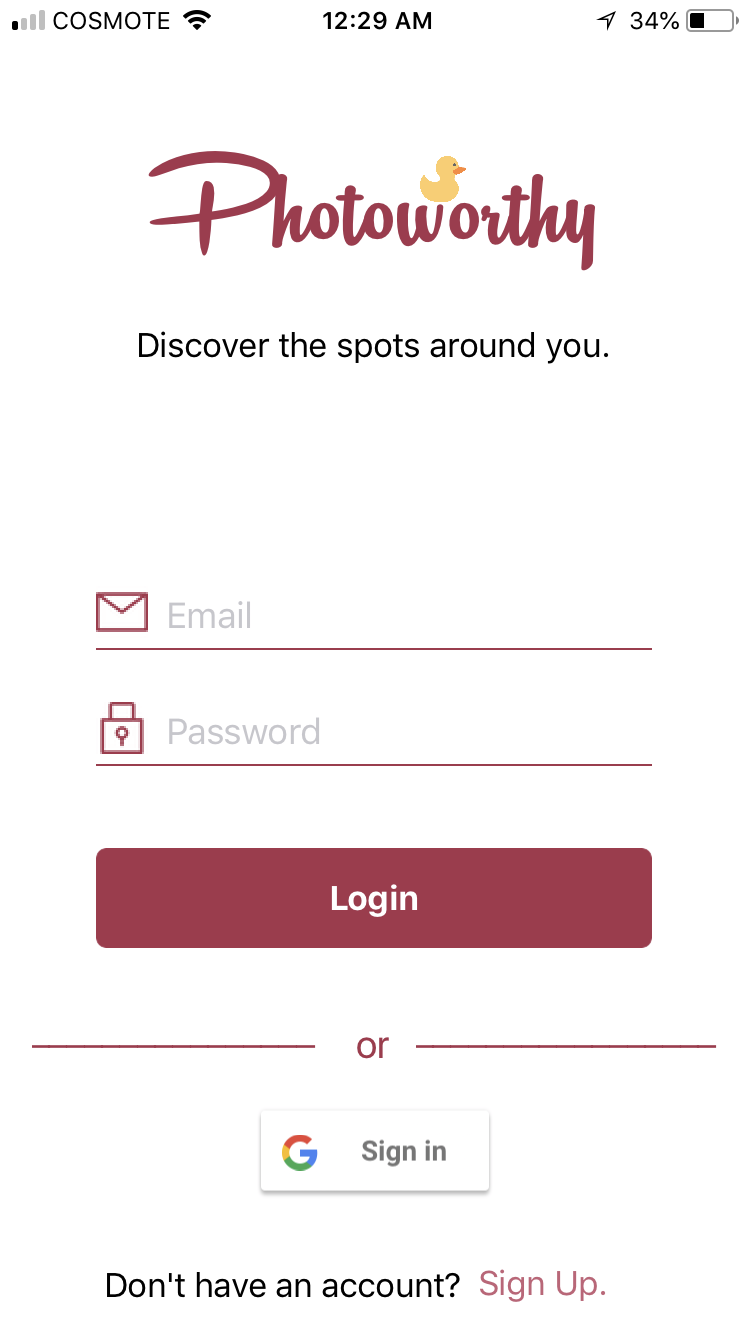 COSMOTE 12:29 AM 34%
Photoworthy
Discover the spots around you.
Email
Password
Login
or
G Sign in
Don't have an account? Sign Up.